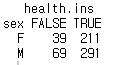 health.ins
sex FALSE TRUE
F 39 211
M 69 291